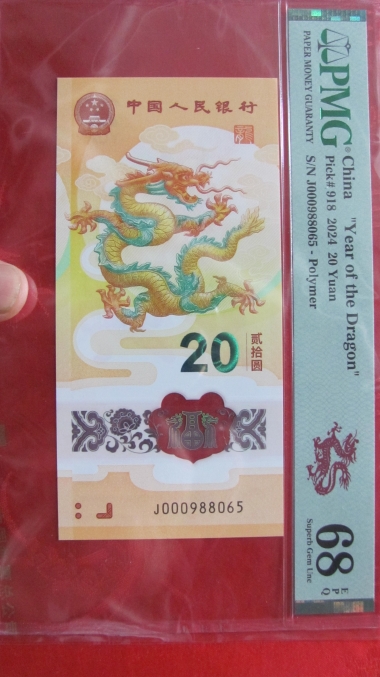 中国人民银行
20 贰拾圆
J000988065
PMG
PAPER MONEY GUARANTY
China "Year of the Dragon"
Pick# 918 2024 20 Yuan
S/N J000988065 - Polymer
68 EPQ
Superb Gem Unc